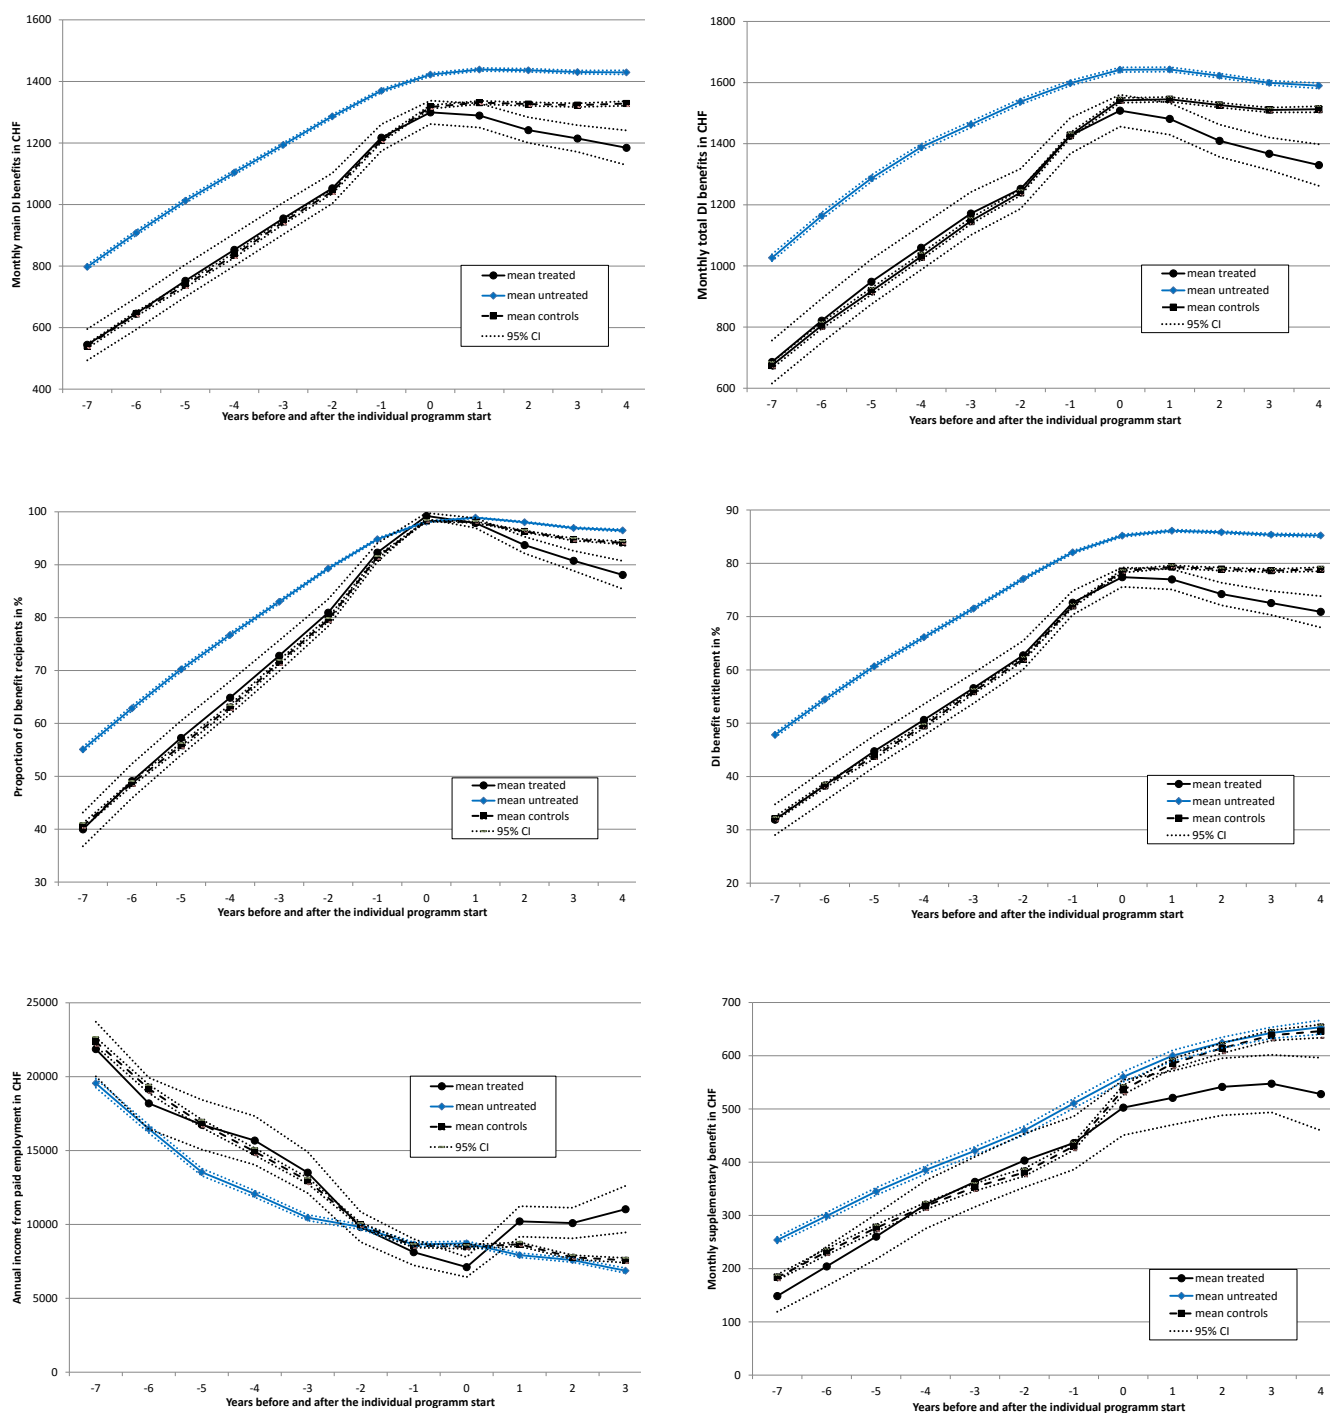 1600
1400
1200
1000
800
600
400
Monthly main DI benefits in CHF
-7 -6 -5 -4 -3 -2 -1 0 1 2 3 4
Years before and after the individual programm start
mean treated
mean untreated
mean controls
95% CI
1800
1600
1400
1200
1000
800
600
Monthly total DI benefits in CHF
-7 -6 -5 -4 -3 -2 -1 0 1 2 3 4
Years before and after the individual programm start
mean treated
mean untreated
mean controls
95% CI
100
90
80
70
60
50
40
30
Proportion of DI benefit recipients in %
-7 -6 -5 -4 -3 -2 -1 0 1 2 3 4
Years before and after the individual programm start
mean treated
mean untreated
mean controls
95% CI
90
80
70
60
50
40
30
20
DI benefit entitlement in %
-7 -6 -5 -4 -3 -2 -1 0 1 2 3 4
Years before and after the individual programm start
mean treated
mean untreated
mean controls
95% CI
25000
20000
15000
10000
5000
0
Annual income from paid employment in CHF
-7 -6 -5 -4 -3 -2 -1 0 1 2 3
Years before and after the individual programm start
mean treated
mean untreated
mean controls
95% CI
700
600
500
400
300
200
100
0
Monthly supplementary benefit in CHF
-7 -6 -5 -4 -3 -2 -1 0 1 2 3 4
Years before and after the individual programm start
mean treated
mean untreated
mean controls
95% CI